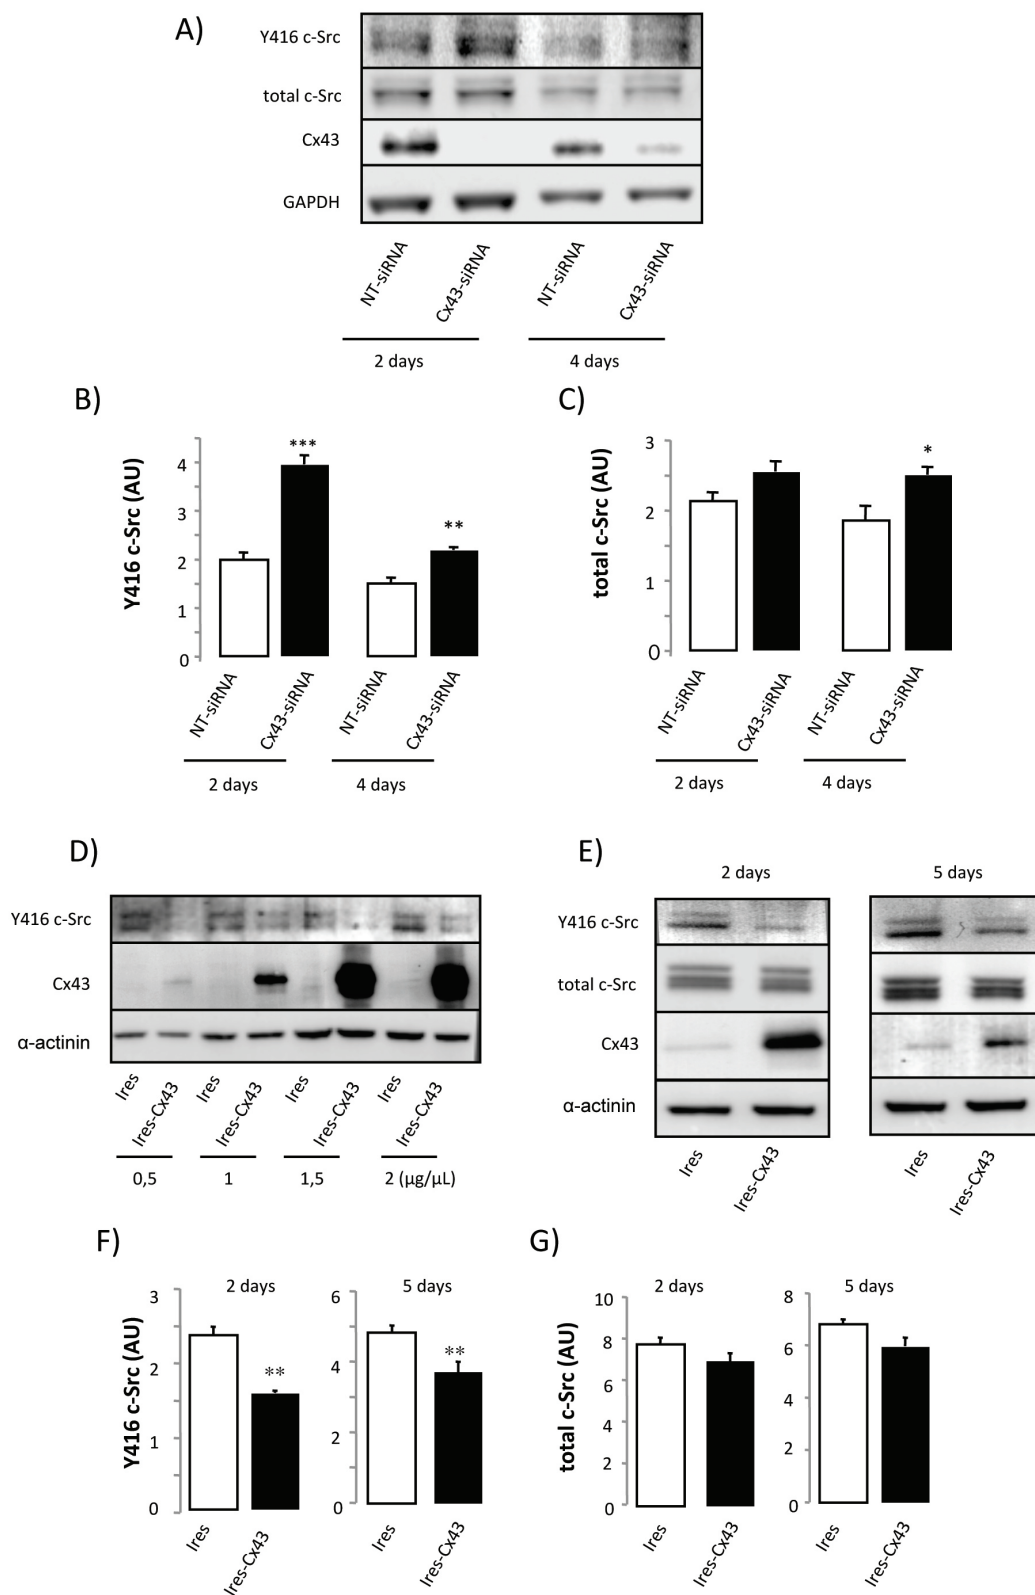 A)
Y416 c-Src
total c-Src
Cx43
GAPDH
NT-siRNA Cx43-siRNA NT-siRNA Cx43-siRNA
2 days 4 days
B)
Y416 c-Src (AU)
4
3
2
1
0
***
**
NT-siRNA Cx43-siRNA NT-siRNA Cx43-siRNA
2 days 4 days
C)
total c-Src (AU)
3
2
1
0
*
NT-siRNA Cx43-siRNA NT-siRNA Cx43-siRNA
2 days 4 days
D)
Y416 c-Src
Cx43
α-actinin
Ires Ires-Cx43 Ires Ires-Cx43 Ires Ires-Cx43 Ires Ires-Cx43
0,5 1 1,5 2 (µg/µL)
E)
2 days 5 days
Y416 c-Src
total c-Src
Cx43
α-actinin
Ires Ires-Cx43 Ires Ires-Cx43
F)
Y416 c-Src (AU)
2 days
3
2
1
0
**
Ires Ires-Cx43
5 days
6
4
2
0
**
Ires Ires-Cx43
G)
total c-Src (AU)
2 days
10
8
6
4
2
0
Ires Ires-Cx43
5 days
8
6
4
2
0
Ires Ires-Cx43